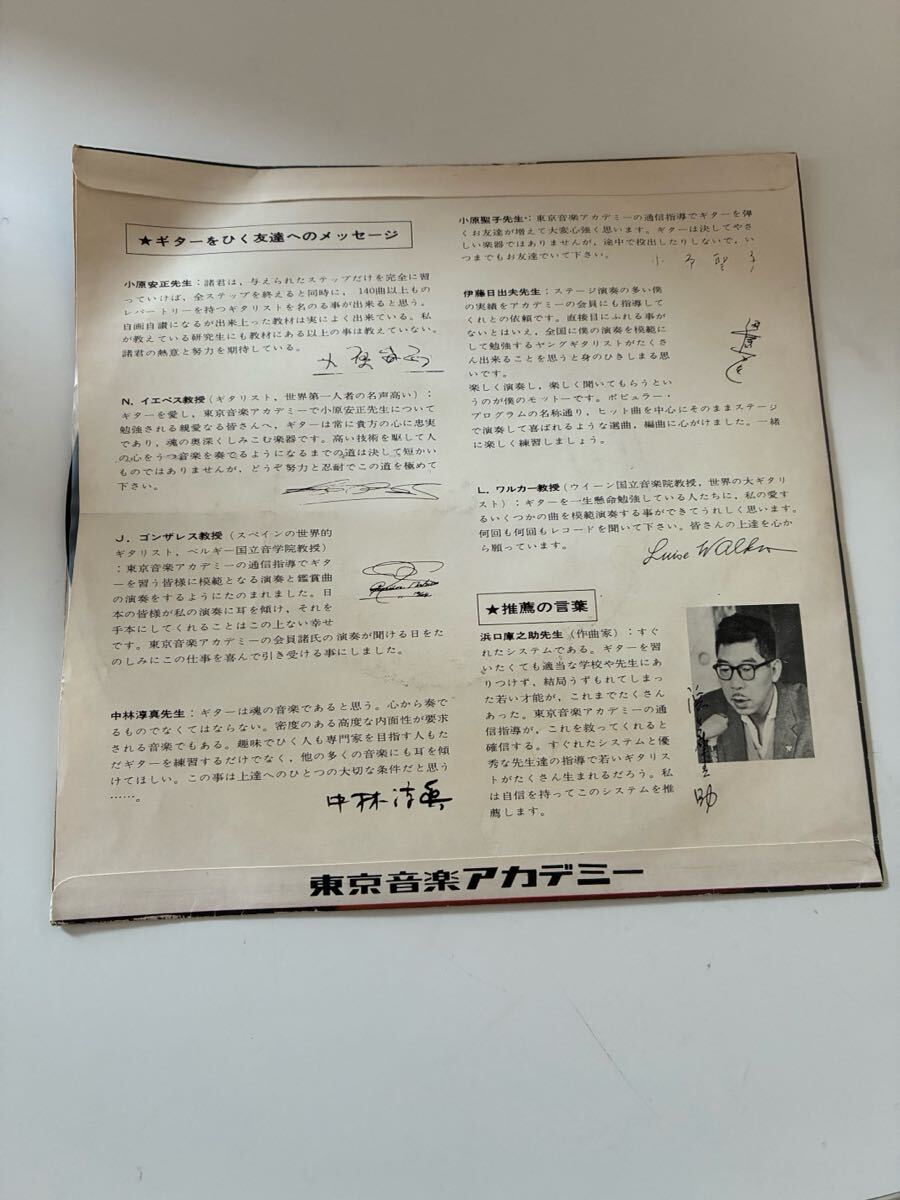 ★ギターをひく友達へのメッセージ
小原安正先生：諸君は，与えられたステップだけを完全に習
っていけば，全ステップを終えると同時に，140曲以上もの
レパートリーを持つギタリストを名のる事が出来ると思う。
自画自讃になるが出来上った教材は実によく出来ている。私
が教えている研究生にも教材にある以上の事は教えていない。
諸君の熱意と努力を期待している。
N．イエペス教授（ギタリスト，世界第一人者の名声高い）：
ギターを愛し，東京音楽アカデミーで小原安正先生について
勉強される親愛なる皆さんへ，ギターは常に貴方の心に忠実
であり，魂の奥深くしみこむ楽器です。高い技術を駆して人
の心をうつ音楽を奏でるようになるまでの道は決して短かい
ものではありませんが，どうぞ努力と忍耐でこの道を極めて
下さい。
J．ゴンザレス教授（スペインの世界的
ギタリスト，ベルギー国立音学院教授）
：東京音楽アカデミーの通信指導でギタ
ーを習う皆様に模範となる演奏と鑑賞曲
の演奏をするようにたのまれました。日
本の皆様が私の演奏に耳を傾け，それを
手本にしてくれることはこの上ない幸せ
です。東京音楽アカデミーの会員諸氏の演奏が聞ける日をた
のしみにこの仕事を喜んで引き受ける事にしました。
中林淳真先生：ギターは魂の音楽であると思う。心から奏で
るものでなくてはならない。密度のある高度な内面性が要求
される音楽でもある。趣味でひく人も専門家を目指す人もた
だギターを練習するだけでなく，他の多くの音楽にも耳を傾
けてほしい。この事は上達へのひとつの大切な条件だと思う
……。
中林淳真
小原聖子先生：東京音楽アカデミーの通信指導でギターを弾
くお友達が増えて大変心強く思います。ギターは決してやさ
しい楽器ではありませんが，途中で投出したりしないで，い
つまでもお友達でいて下さい。
小原聖子
伊藤日出夫先生：ステージ演奏の多い僕
の実績をアカデミーの会員にも指導して
くれとの依頼です。直接目にふれる事が
ないとはいえ，全国に僕の演奏を模範に
して勉強するヤングギタリストがたくさ
ん出来ることを思うと身のひきしまる思
いです。
楽しく演奏し，楽しく聞いてもらうとい
うのが僕のモットーです。ポピュラー・
プログラムの名称通り，ヒット曲を中心にそのままステージ
で演奏して喜ばれるような選曲，編曲に心がけました。一緒
に楽しく練習しましょう。
L．ワルカー教授（ウイーン国立音楽院教授，世界の大ギタリ
スト）：ギターを一生懸命勉強している人たちに，私の愛す
るいくつかの曲を模範演奏する事ができてうれしく思います。
何回も何回もレコードを聞いて下さい。皆さんの上達を心か
ら願っています。
Luise Walker
★推薦の言葉
浜口庫之助先生（作曲家）：すぐ
れたシステムである。ギターを習
いたくても適当な学校や先生にあ
りつけず，結局うずもれてしまっ
た若い才能が，これまでたくさん
あった。東京音楽アカデミーの通
信指導が，これを救ってくれると
確信する。すぐれたシステムと優
秀な先生達の指導で若いギタリス
トがたくさん生まれるだろう。私
は自信を持ってこのシステムを推
薦します。
浜口庫之助
東京音楽アカデミー